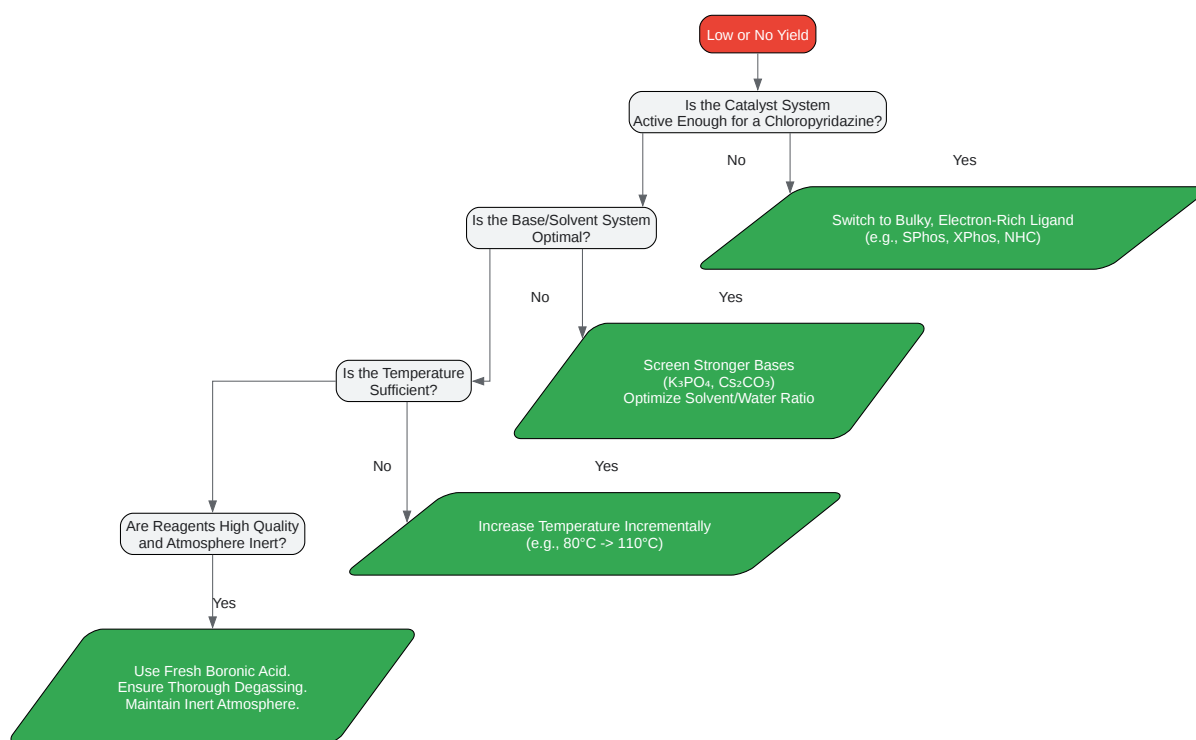 Low or No Yield
Is the Catalyst System
Active Enough for a Chloropyridazine?
No
Yes
Switch to Bulky, Electron-Rich Ligand
(e.g., SPhos, XPhos, NHC)
Is the Base/Solvent System
Optimal?
No
Yes
Screen Stronger Bases
(K₃PO₄, Cs₂CO₃)
Optimize Solvent/Water Ratio
Is the Temperature
Sufficient?
No
Yes
Increase Temperature Incrementally
(e.g., 80°C -> 110°C)
Are Reagents High Quality
and Atmosphere Inert?
Yes
Use Fresh Boronic Acid.
Ensure Thorough Degassing.
Maintain Inert Atmosphere.